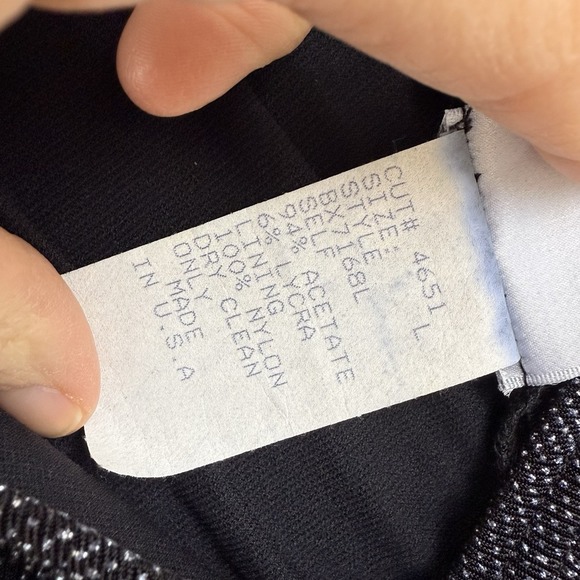 CUT# 4651
SIZE: L
STYLE:
BX7168L
SELF
94% ACETATE
6% LYCRA
LINING
100% NYLON
DRY CLEAN
ONLY
MADE
IN U.S.A